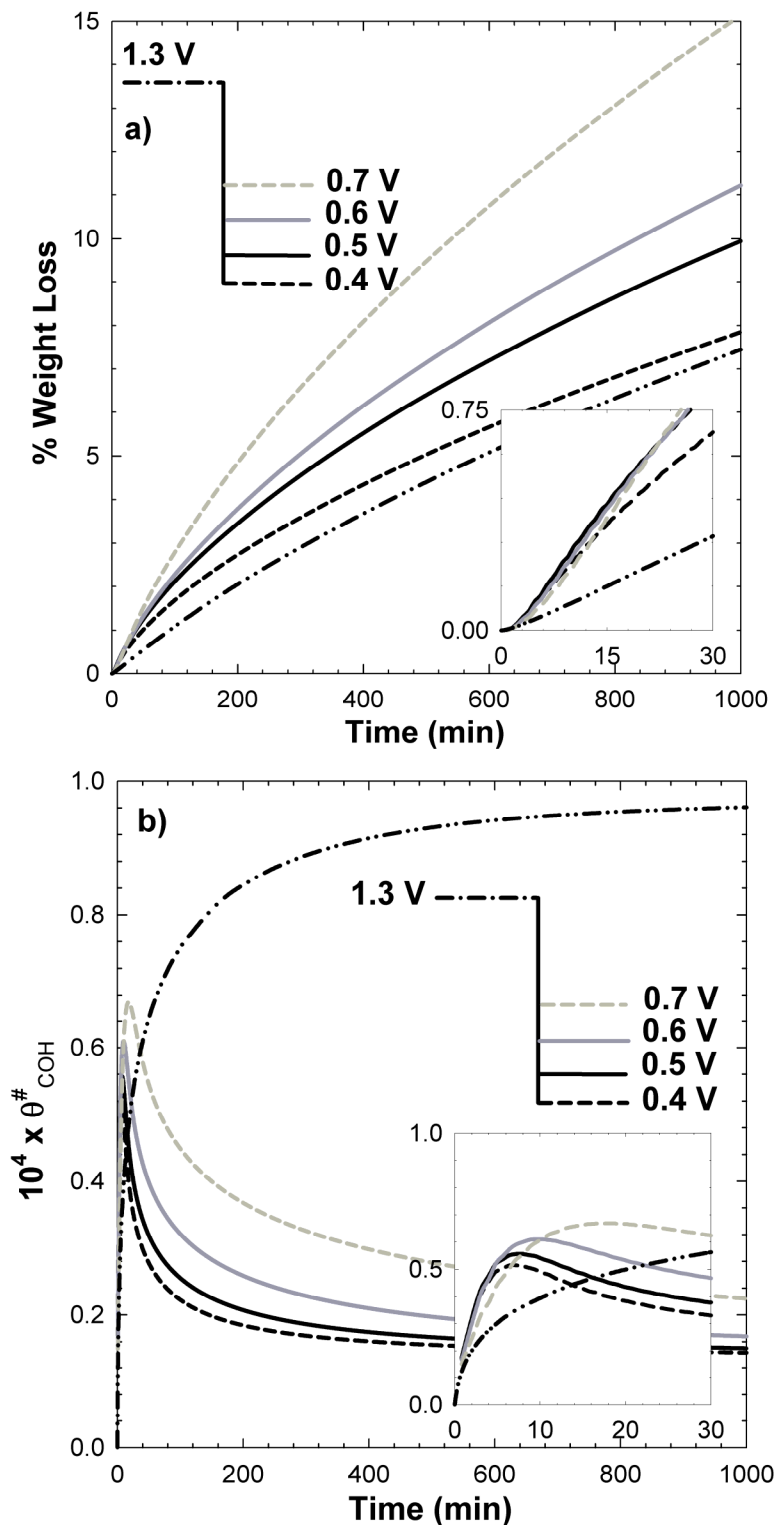 15
1.3 V
a)
0.7 V
0.6 V
0.5 V
0.4 V
10
% Weight Loss
5
0.75
0.00
0 15 30
0
0 200 400 600 800 1000
Time (min)
1.0
b)
1.3 V
0.8
0.7 V
0.6 V
0.5 V
0.4 V
0.6
10⁴ x θ#COH
1.0
0.4
0.5
0.2
0.0
0 10 20 30
0.0
0 200 400 600 800 1000
Time (min)